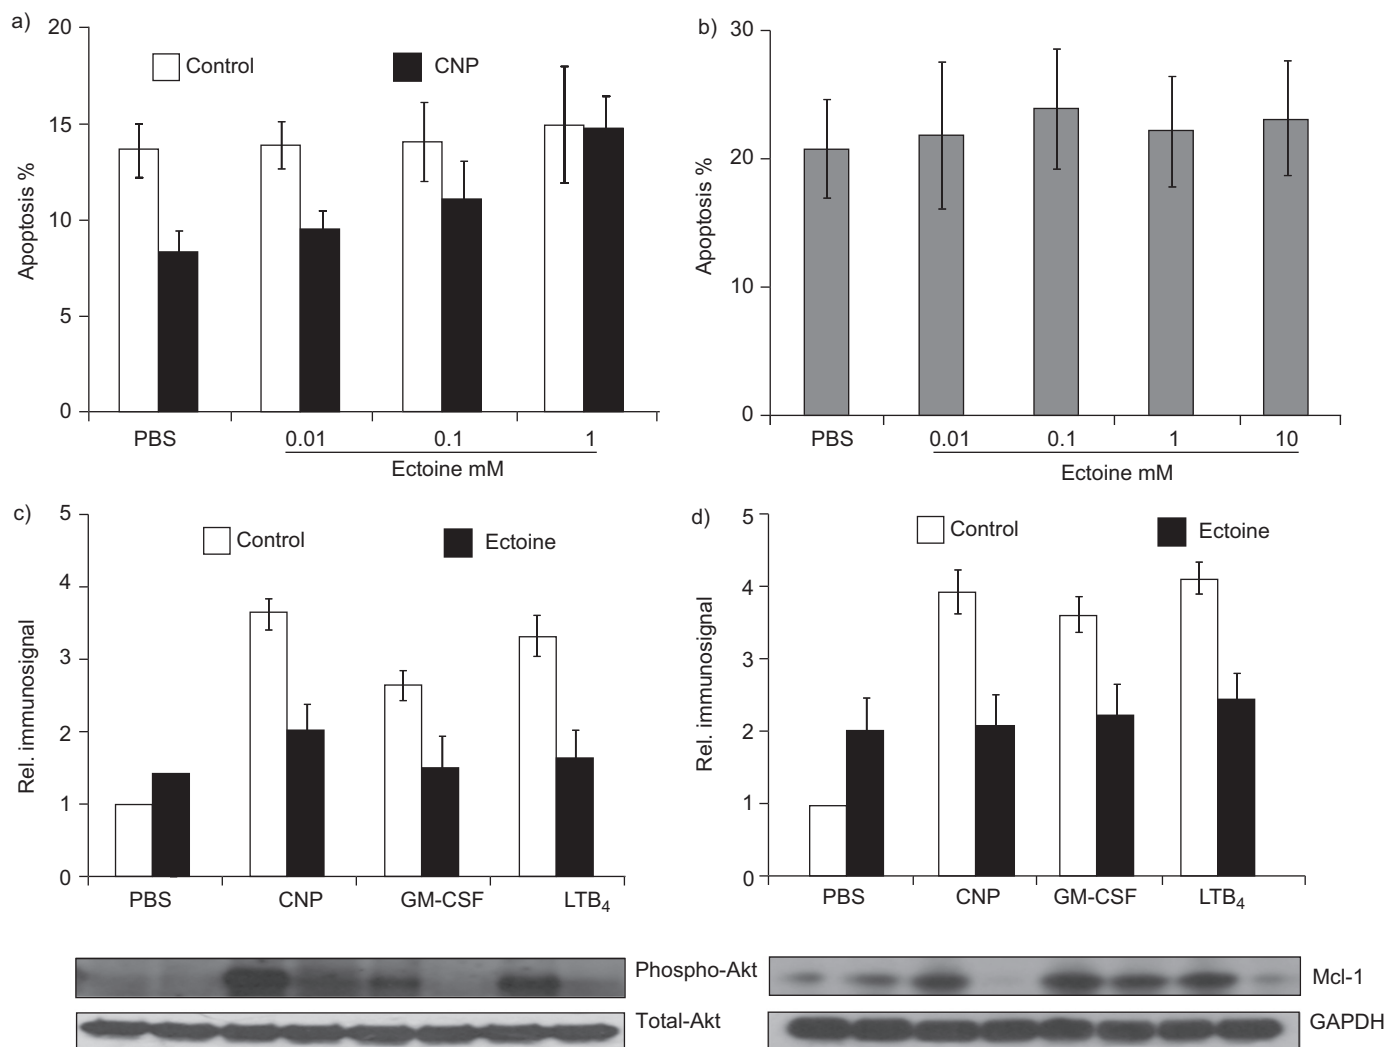 a)
20
15
10
5
0
Apoptosis %
Control
CNP
PBS
0.01
0.1
1
Ectoine mM
b)
30
20
10
0
Apoptosis %
PBS
0.01
0.1
1
10
Ectoine mM
c)
5
4
3
2
1
0
Rel. immunosignal
Control
Ectoine
PBS
CNP
GM-CSF
LTB4
Phospho-Akt
Total-Akt
d)
5
4
3
2
1
0
Rel. immunosignal
Control
Ectoine
PBS
CNP
GM-CSF
LTB4
Mcl-1
GAPDH